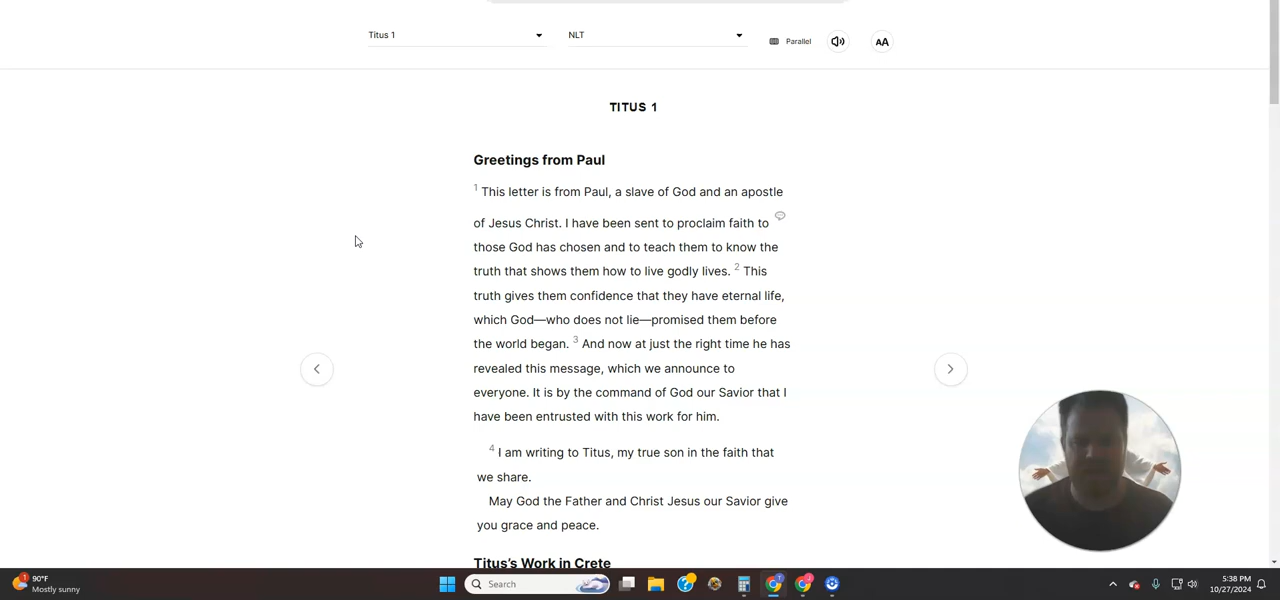 Titus 1
NLT
Parallel
AA
TITUS 1
Greetings from Paul
1 This letter is from Paul, a slave of God and an apostle
of Jesus Christ. I have been sent to proclaim faith to
those God has chosen and to teach them to know the
truth that shows them how to live godly lives. 2 This
truth gives them confidence that they have eternal life,
which God—who does not lie—promised them before
the world began. 3 And now at just the right time he has
revealed this message, which we announce to
everyone. It is by the command of God our Savior that I
have been entrusted with this work for him.
4 I am writing to Titus, my true son in the faith that
we share.
May God the Father and Christ Jesus our Savior give
you grace and peace.
Titus's Work in Crete
1
90°F
Mostly sunny
Search
5:38 PM
10/27/2024